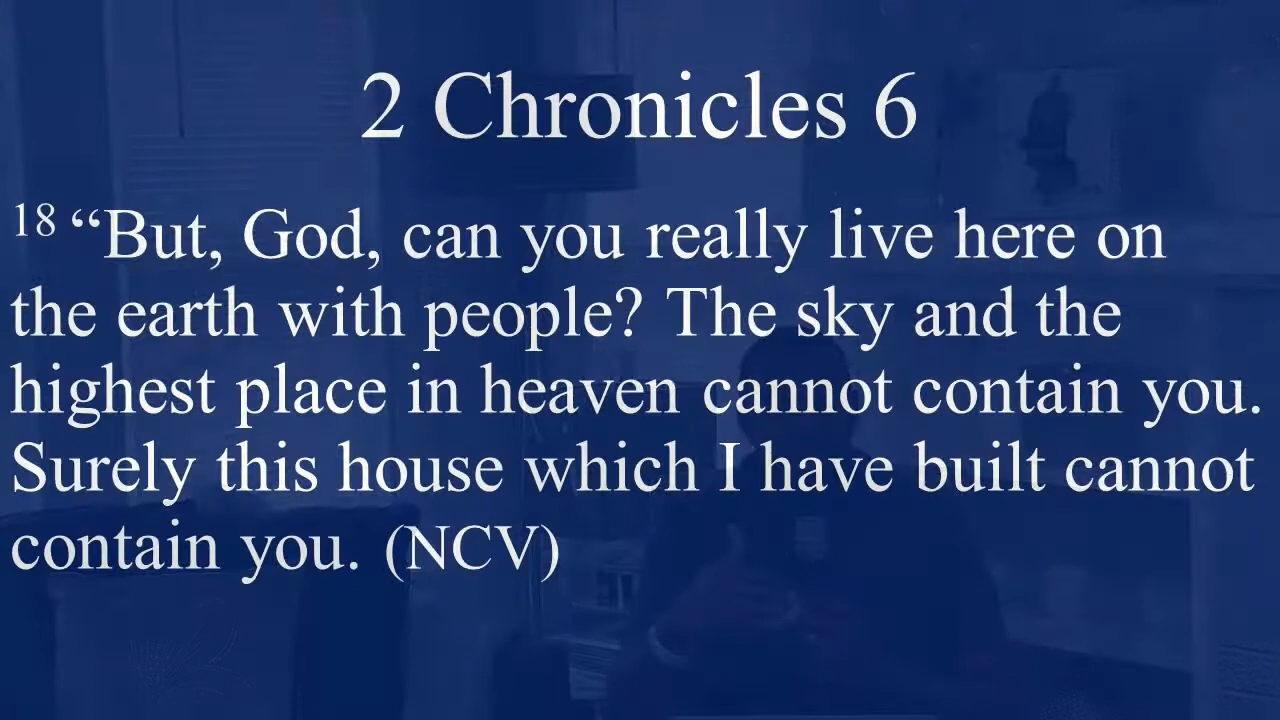 2 Chronicles 6
18 “But, God, can you really live here on
the earth with people? The sky and the
highest place in heaven cannot contain you.
Surely this house which I have built cannot
contain you. (NCV)